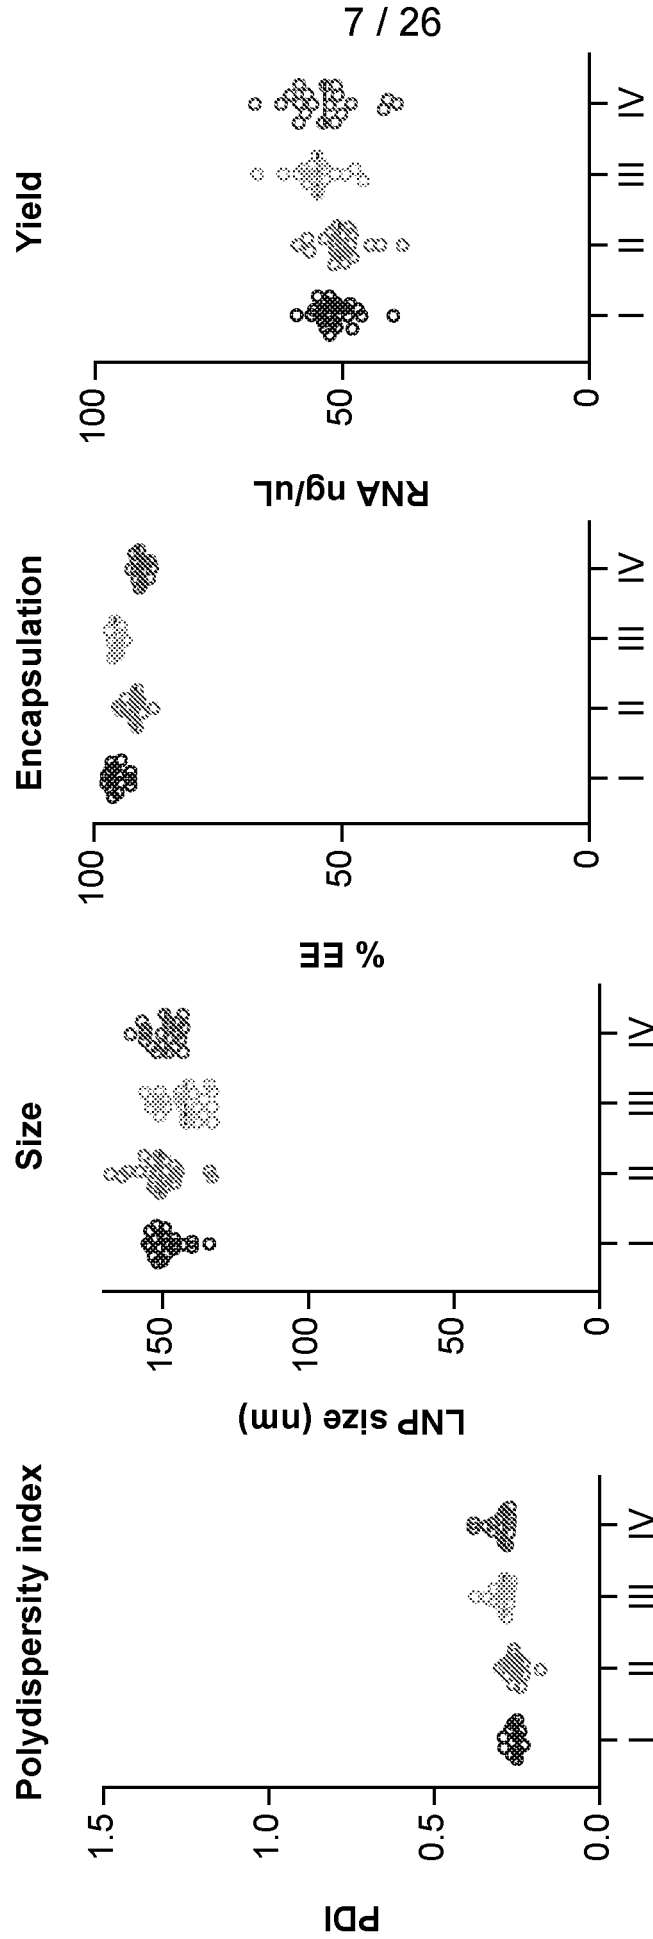 7 / 26
Polydispersity index
PDI
1.5
1.0
0.5
0.0
I
II
III
IV
Size
LNP size (nm)
150
100
50
0
I
II
III
IV
Encapsulation
% EE
100
50
0
I
II
III
IV
Yield
RNA ng/uL
100
50
0
I
II
III
IV